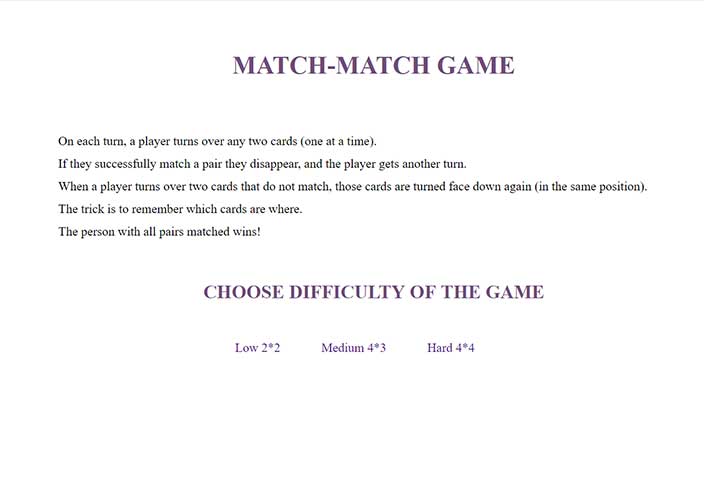 MATCH-MATCH GAME
On each turn, a player turns over any two cards (one at a time).
If they successfully match a pair they disappear, and the player gets another turn.
When a player turns over two cards that do not match, those cards are turned face down again (in the same position).
The trick is to remember which cards are where.
The person with all pairs matched wins!
CHOOSE DIFFICULTY OF THE GAME
Low 2*2 Medium 4*3 Hard 4*4